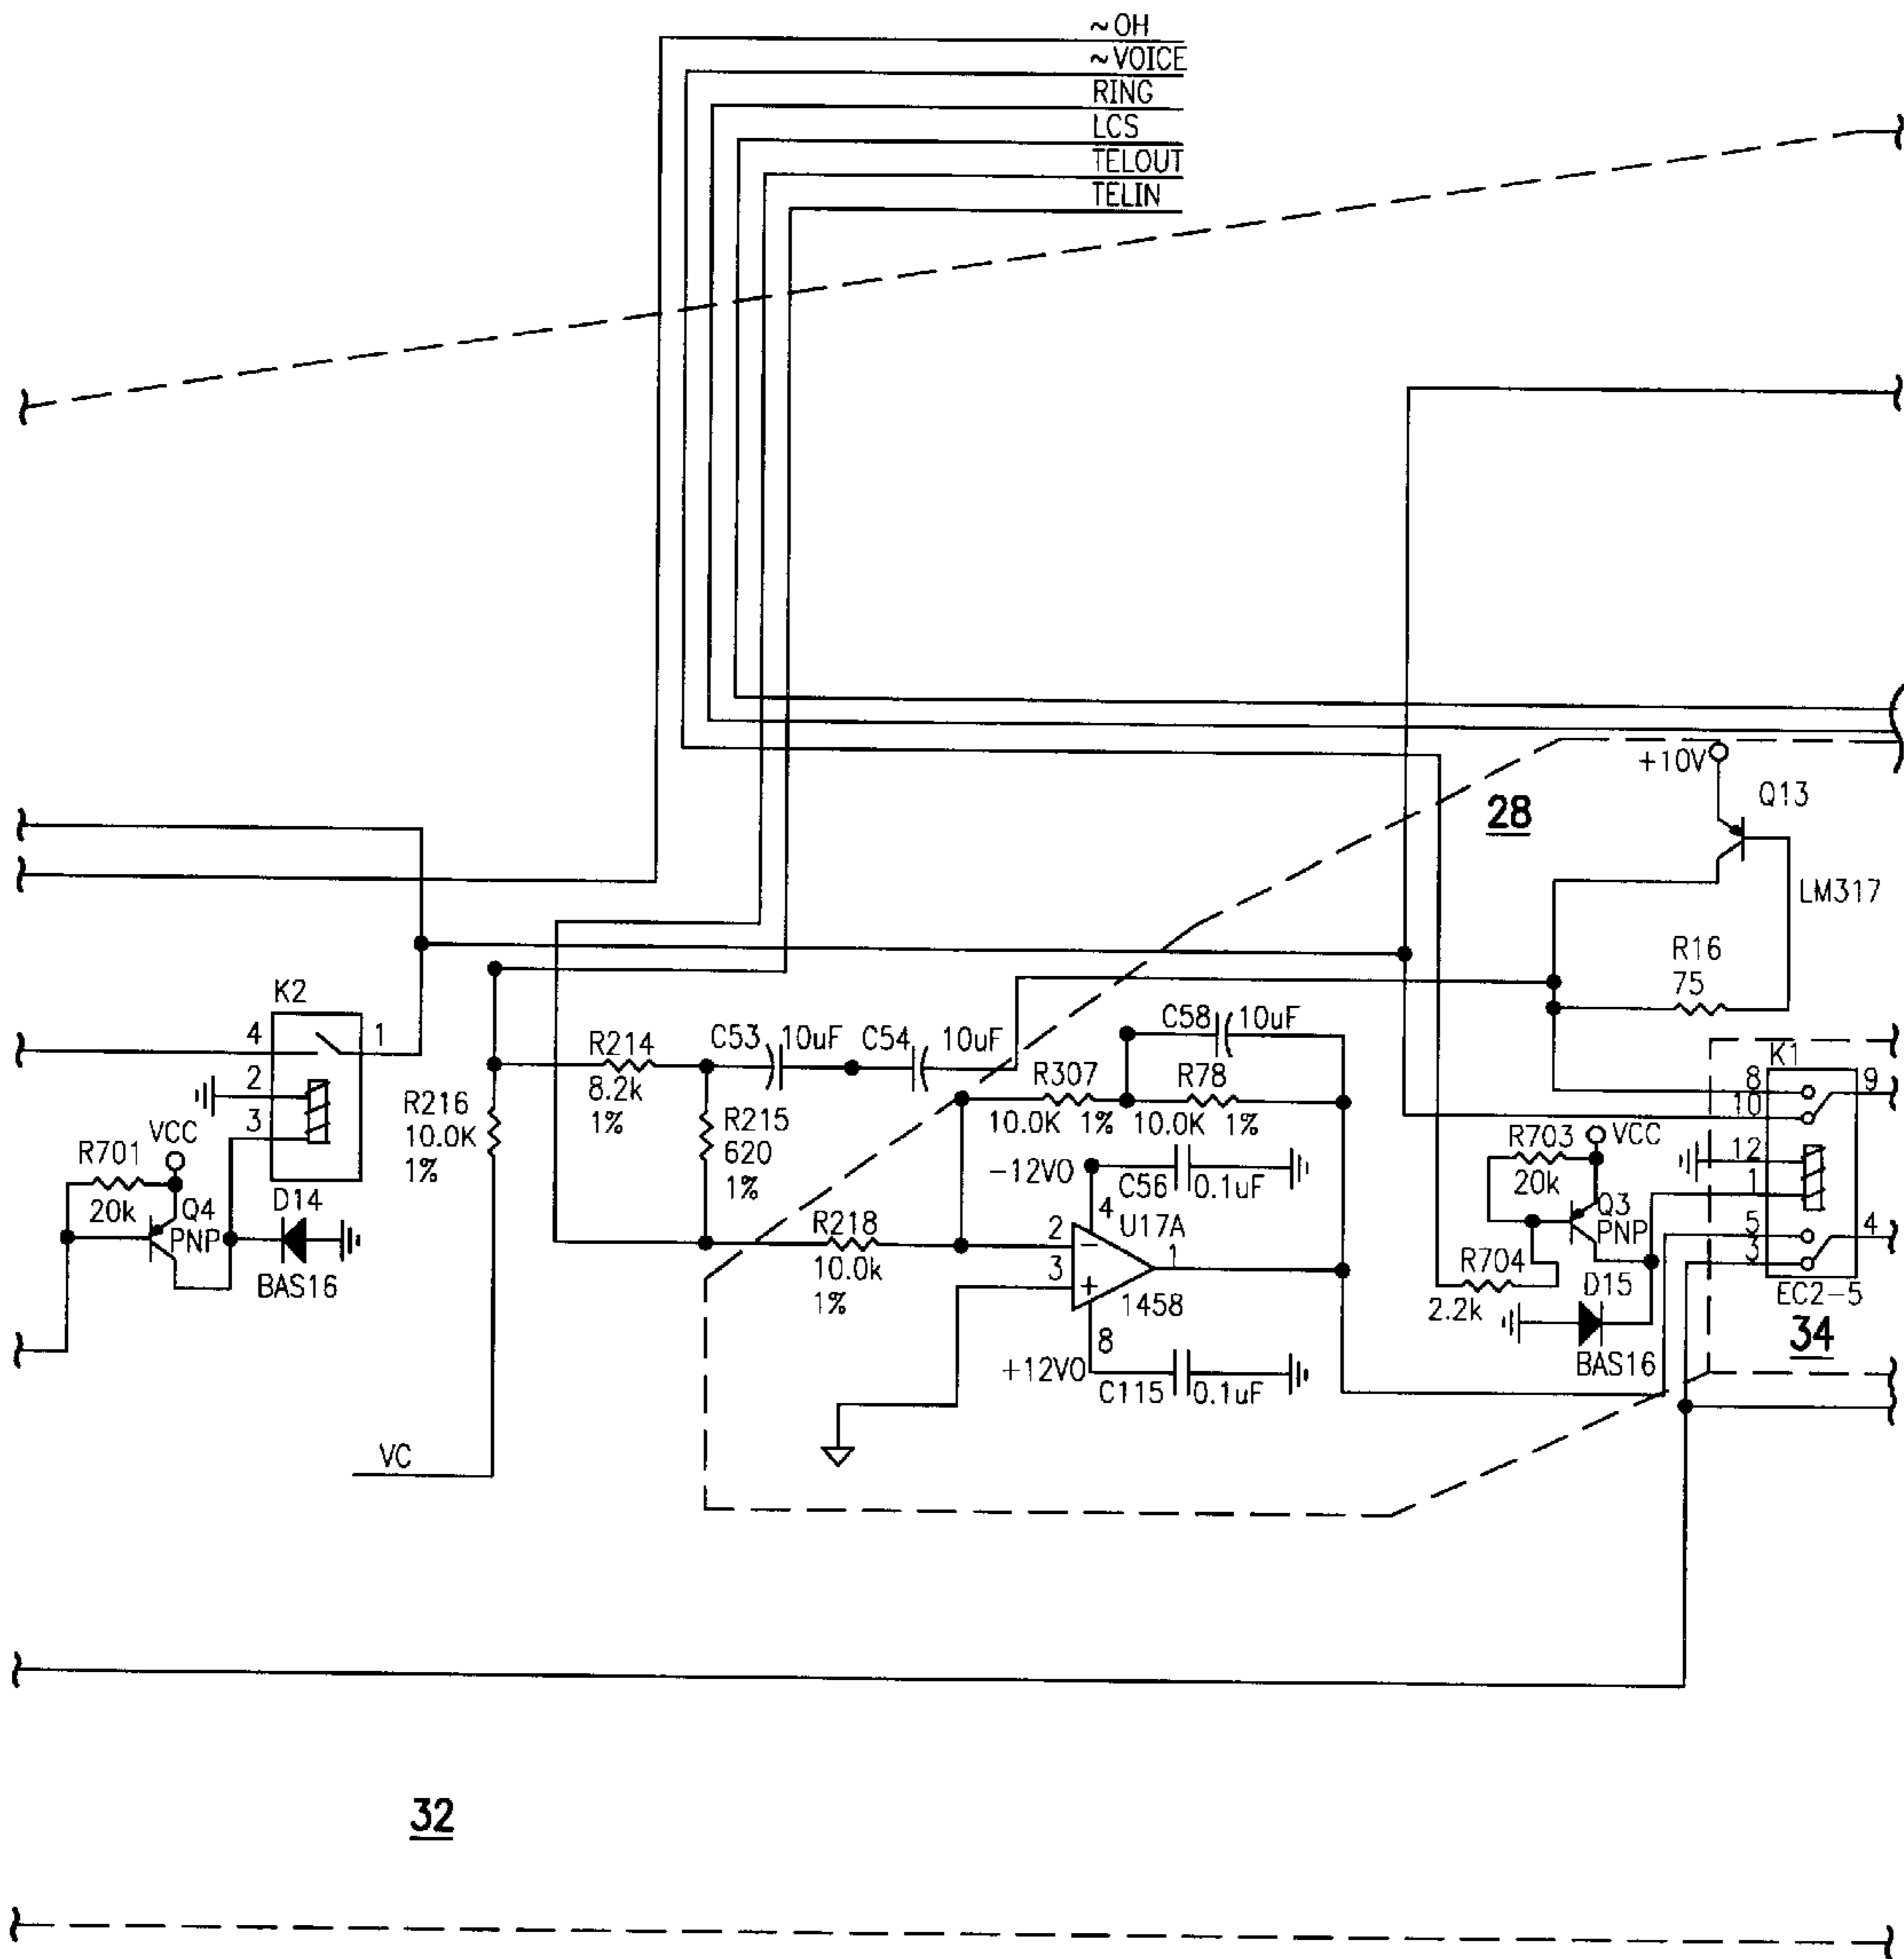 ~OH
~VOICE
RING
LCS
TELOUT
TELIN
+10V
Q13
28
LM317
R16
75
K2
4
1
2
3
R701
20k
VCC
Q4
PNP
D14
BAS16
R216
10.0K
1%
VC
R214
8.2k
1%
C53
10uF
C54
10uF
R215
620
1%
R307
10.0K 1%
C58
10uF
R78
10.0K 1%
-12VO
C56
0.1uF
R218
10.0k
1%
2
3
4
U17A
-
+
1
1458
8
+12VO
C115
0.1uF
R703
20k
VCC
Q3
PNP
R704
2.2k
D15
BAS16
K1
8
10
9
12
1
5
3
4
EC2-5
34
32